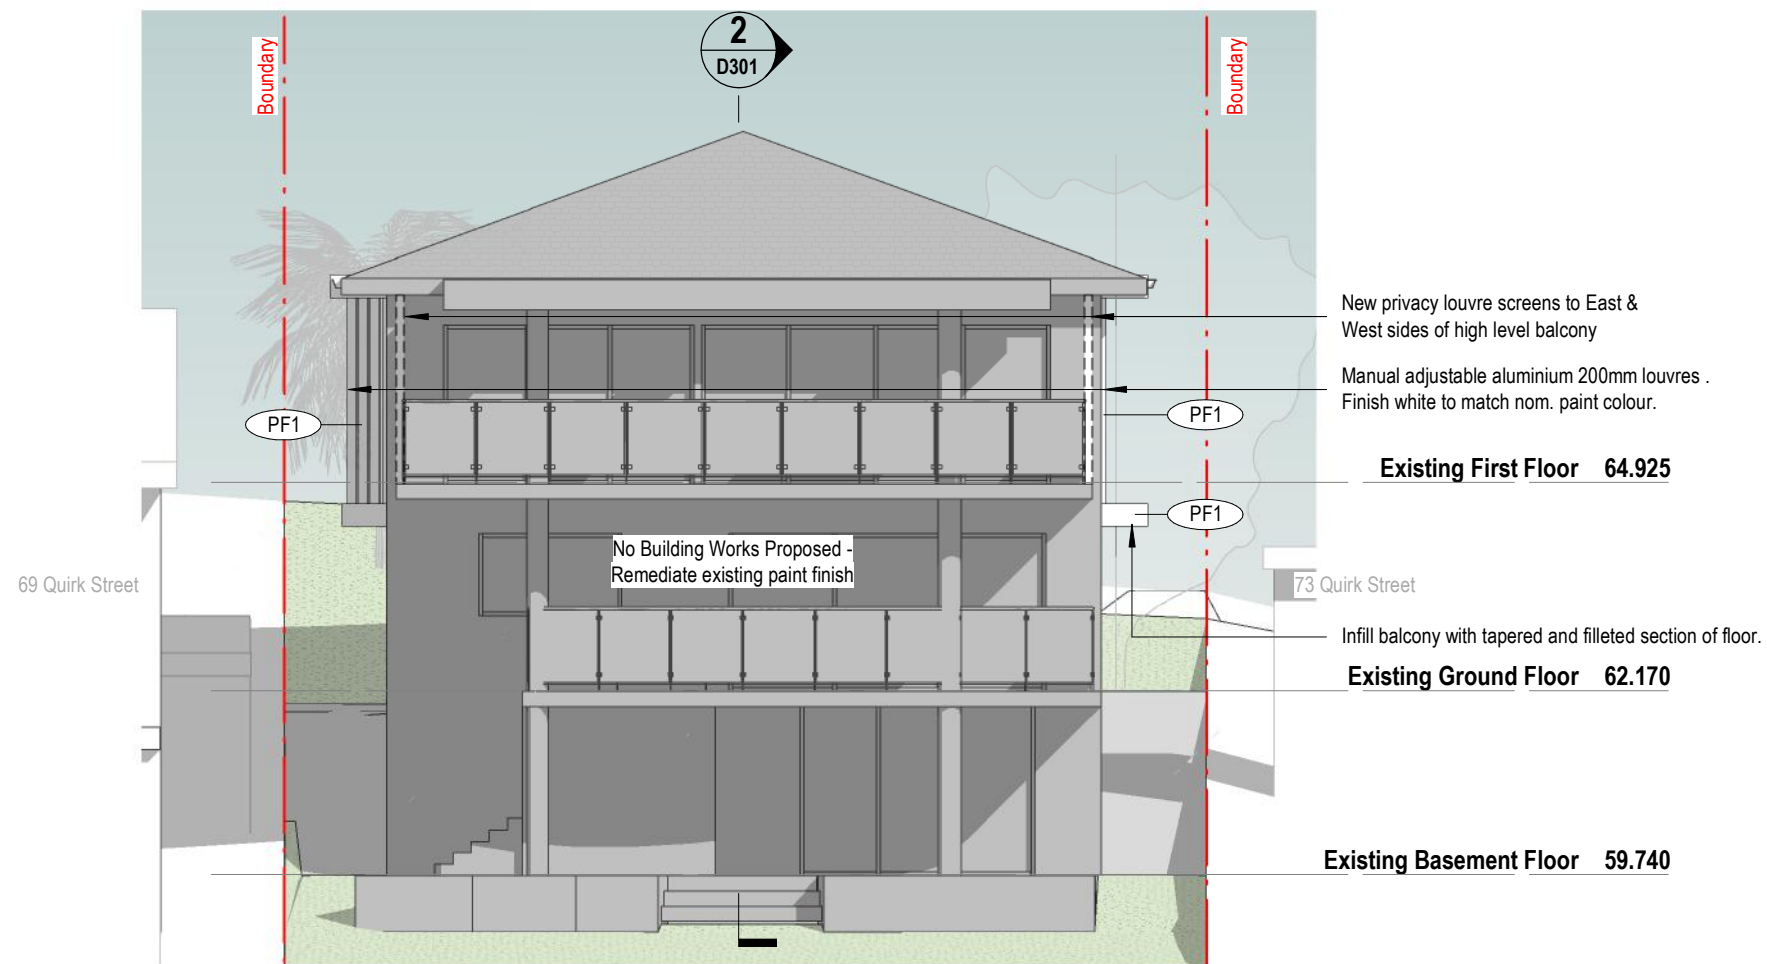 2
D301
Boundary
Boundary
New privacy louvre screens to East &
West sides of high level balcony
Manual adjustable aluminium 200mm louvres .
Finish white to match nom. paint colour.
PF1
PF1
Existing First Floor 64.925
PF1
No Building Works Proposed -
Remediate existing paint finish
69 Quirk Street
73 Quirk Street
Infill balcony with tapered and filleted section of floor.
Existing Ground Floor 62.170
Existing Basement Floor 59.740